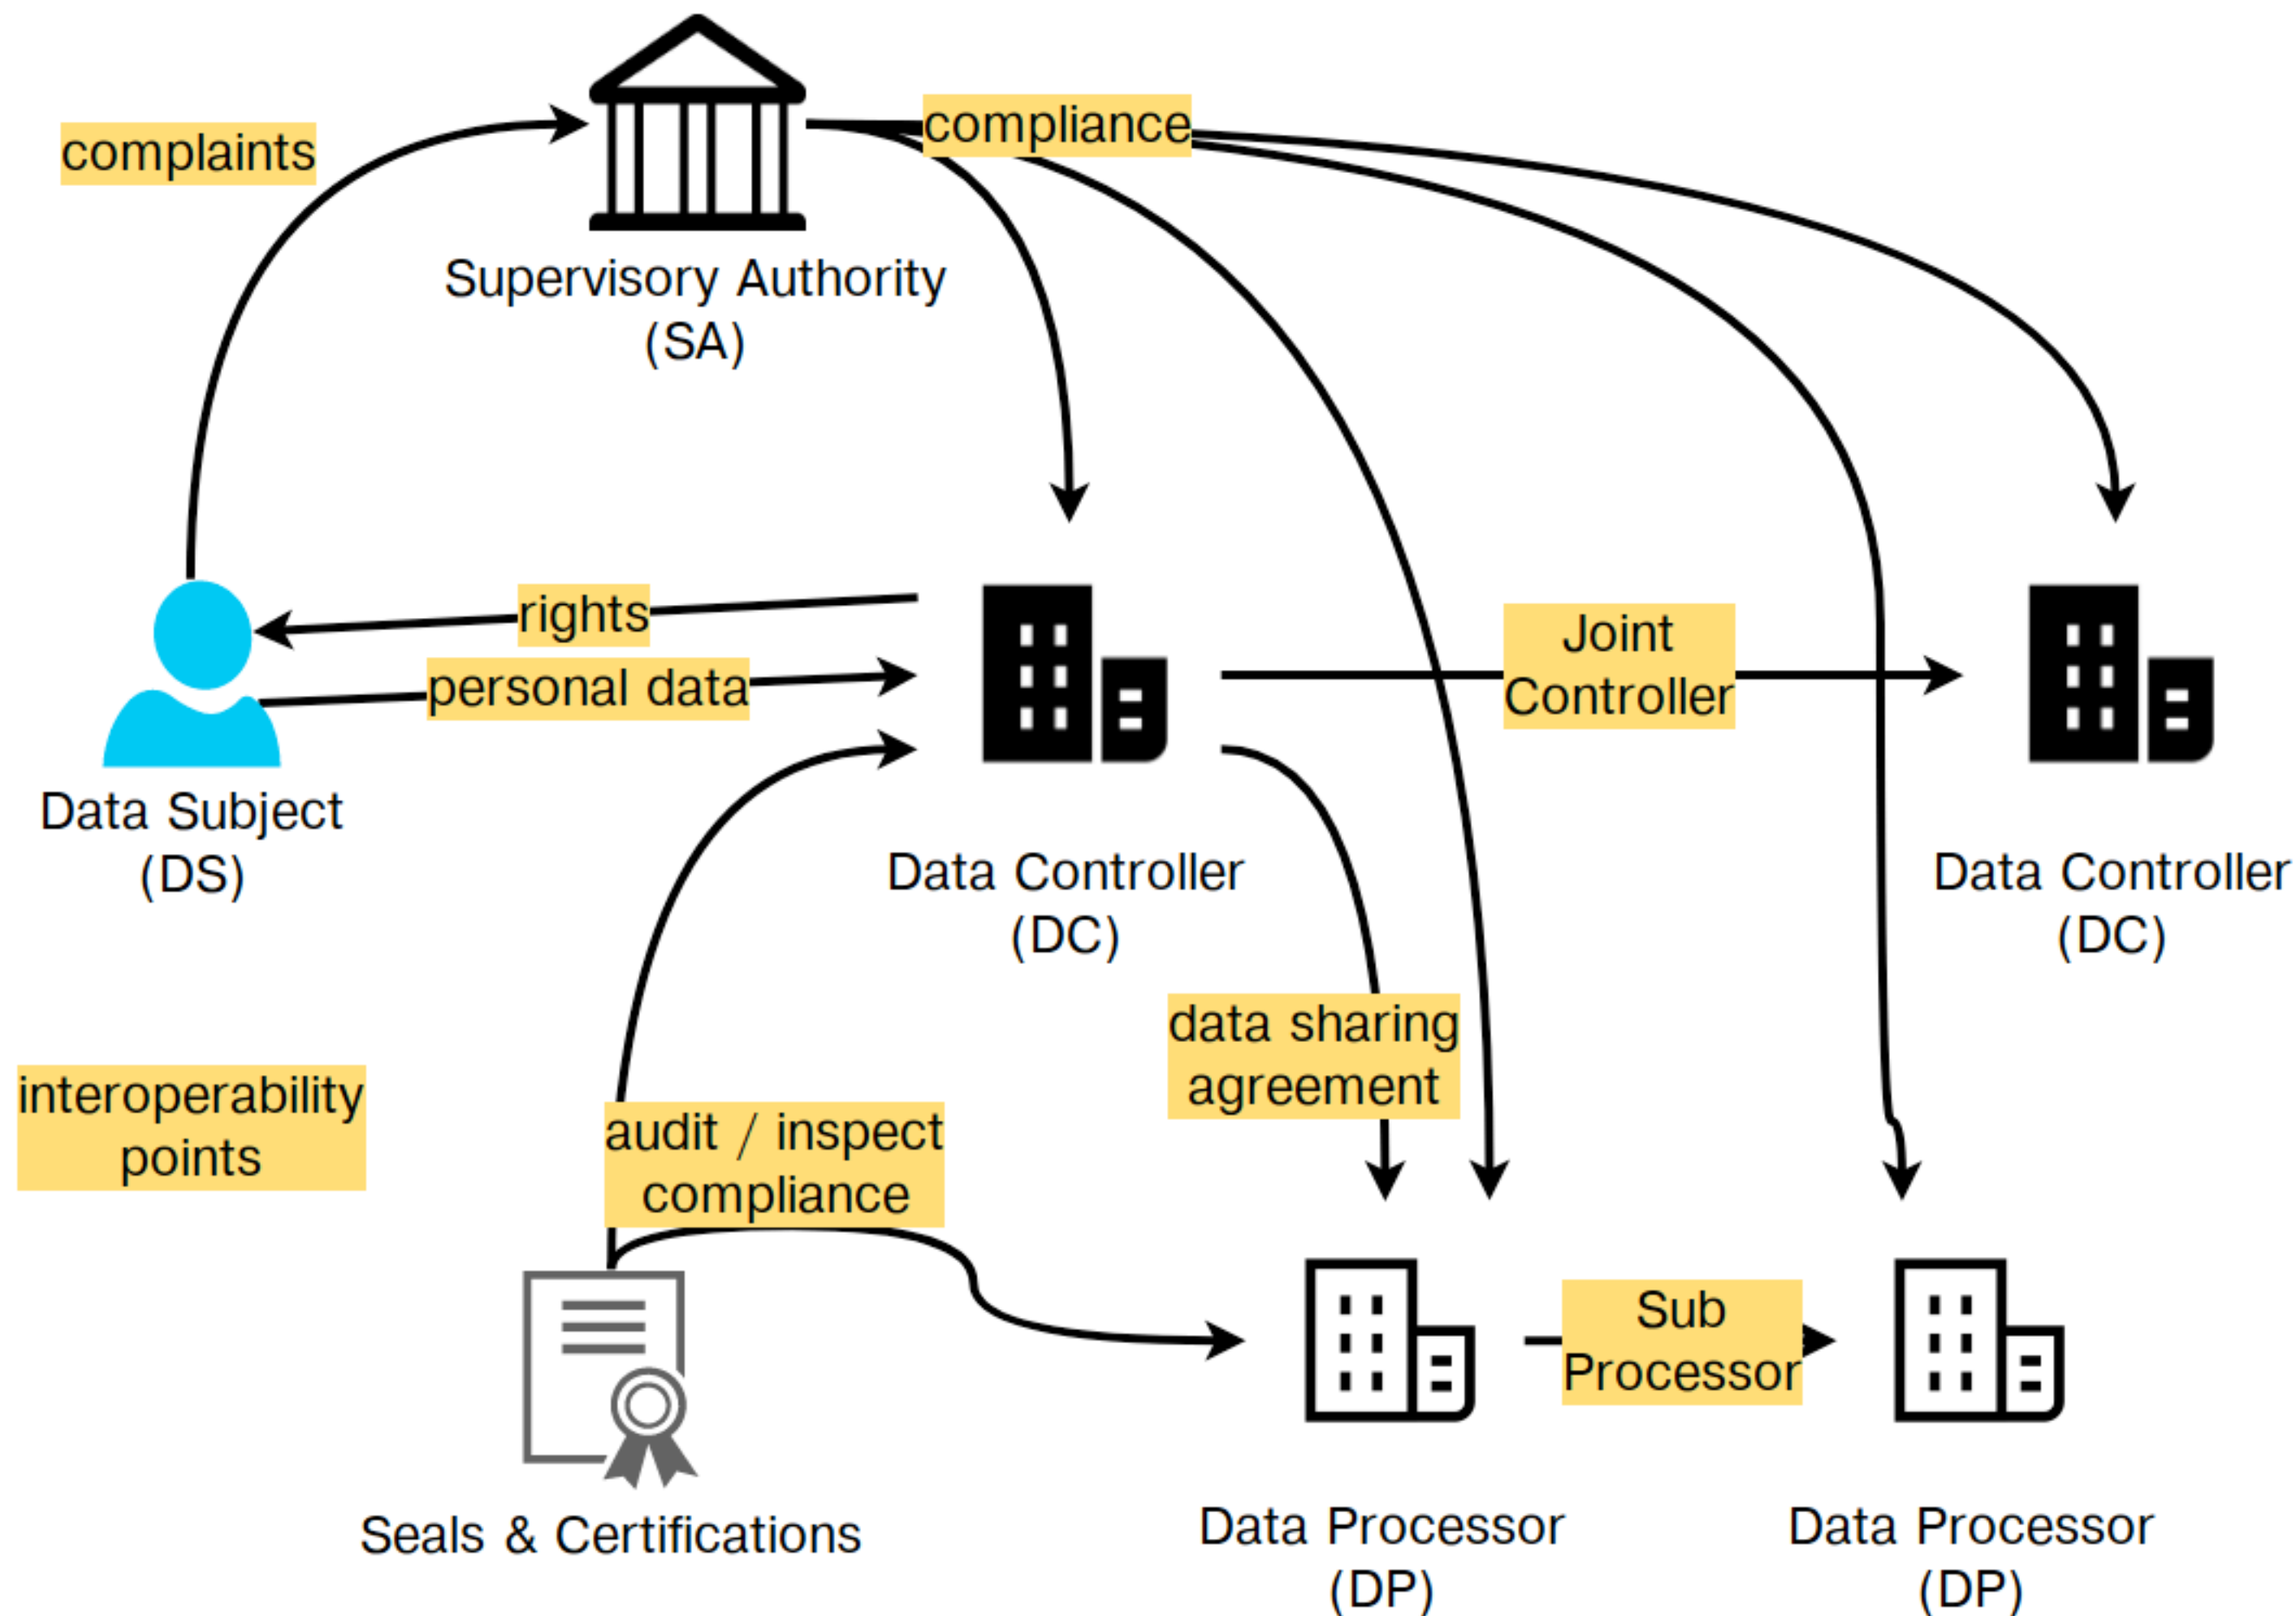 complaints
compliance
Supervisory Authority
(SA)
rights
personal data
Joint
Controller
Data Subject
(DS)
Data Controller
(DC)
Data Controller
(DC)
data sharing
agreement
interoperability
points
audit / inspect
compliance
Sub
Processor
Seals & Certifications
Data Processor
(DP)
Data Processor
(DP)